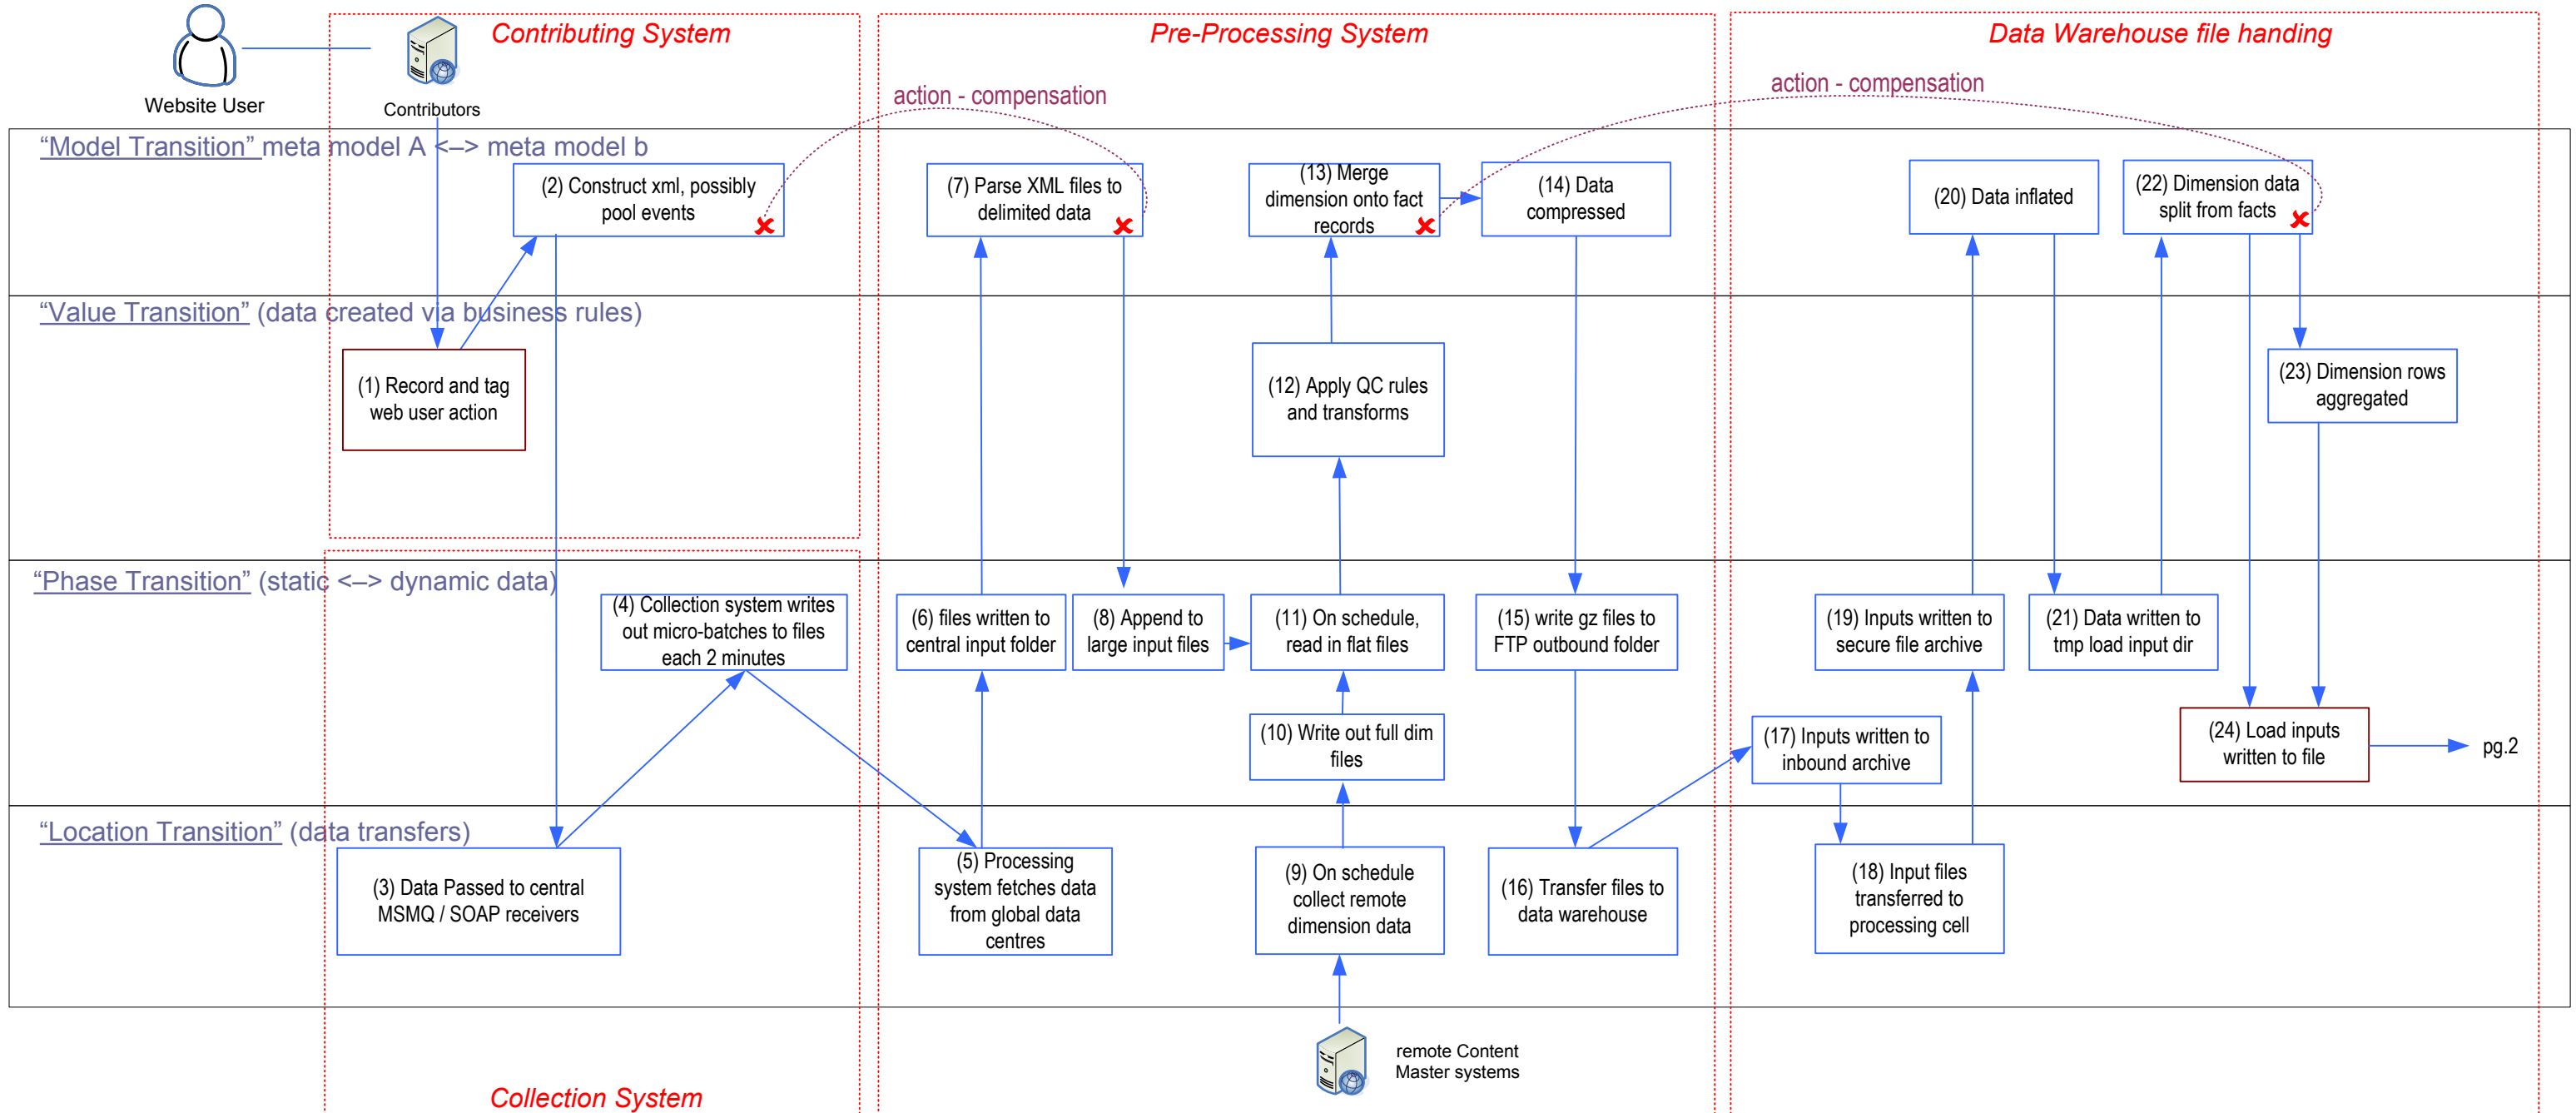 Contributing System
Pre-Processing System
Data Warehouse file handing
Website User
Contributors
action - compensation
action - compensation
“Model Transition” meta model A <–> meta model b
(2) Construct xml, possibly
pool events
(7) Parse XML files to
delimited data
(13) Merge
dimension onto fact
records
(14) Data
compressed
(20) Data inflated
(22) Dimension data
split from facts
“Value Transition” (data created via business rules)
(1) Record and tag
web user action
(12) Apply QC rules
and transforms
(23) Dimension rows
aggregated
“Phase Transition” (static <–> dynamic data)
(4) Collection system writes
out micro-batches to files
each 2 minutes
(6) files written to
central input folder
(8) Append to
large input files
(11) On schedule,
read in flat files
(15) write gz files to
FTP outbound folder
(19) Inputs written to
secure file archive
(21) Data written to
tmp load input dir
(10) Write out full dim
files
(17) Inputs written to
inbound archive
(24) Load inputs
written to file
pg.2
“Location Transition” (data transfers)
(3) Data Passed to central
MSMQ / SOAP receivers
(5) Processing
system fetches data
from global data
centres
(9) On schedule
collect remote
dimension data
(16) Transfer files to
data warehouse
(18) Input files
transferred to
processing cell
remote Content
Master systems
Collection System